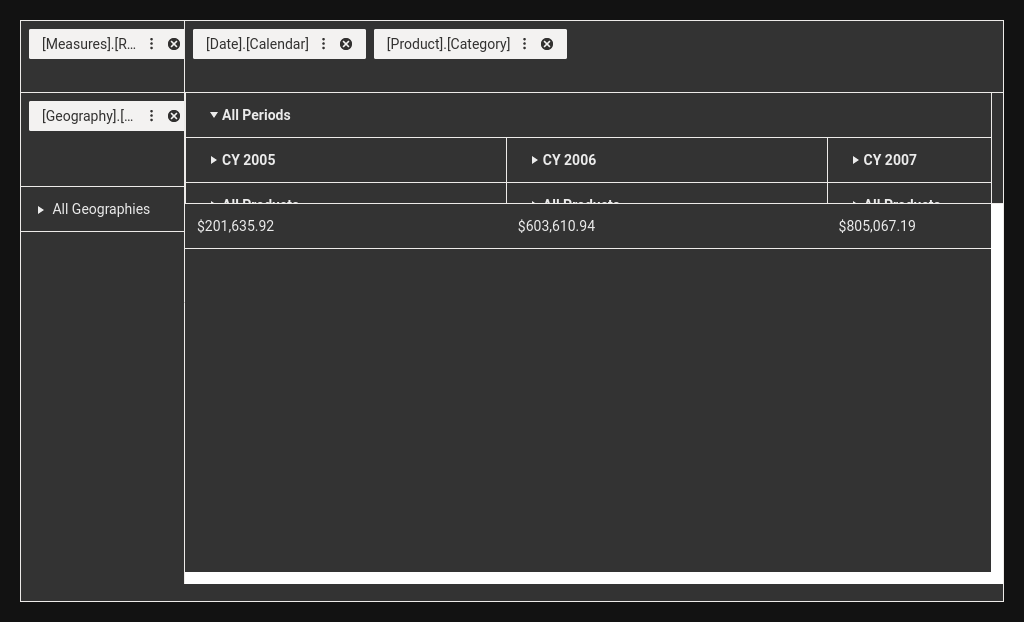 [Measures].[R...
[Date].[Calendar]
[Product].[Category]
[Geography].[...
All Periods
CY 2005
CY 2006
CY 2007
All Products
All Products
All Products
All Geographies
$201,635.92
$603,610.94
$805,067.19